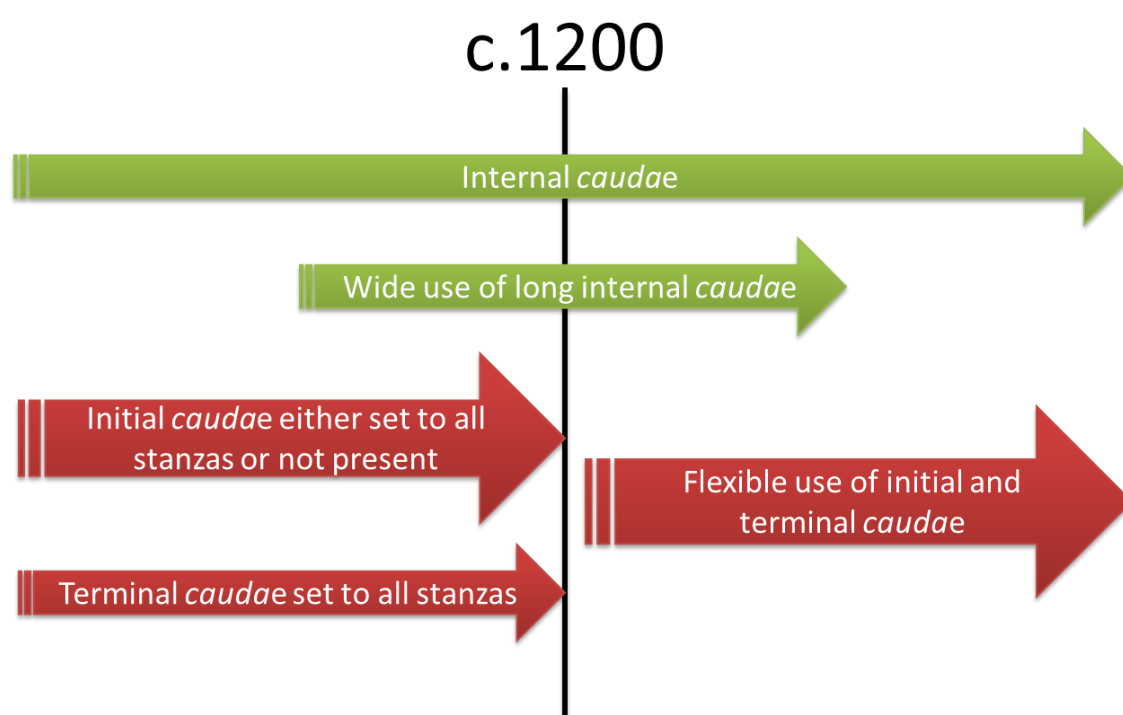 c.1200
Internal caudae
Wide use of long internal caudae
Initial caudae either set to all
stanzas or not present
Flexible use of initial and
terminal caudae
Terminal caudae set to all stanzas